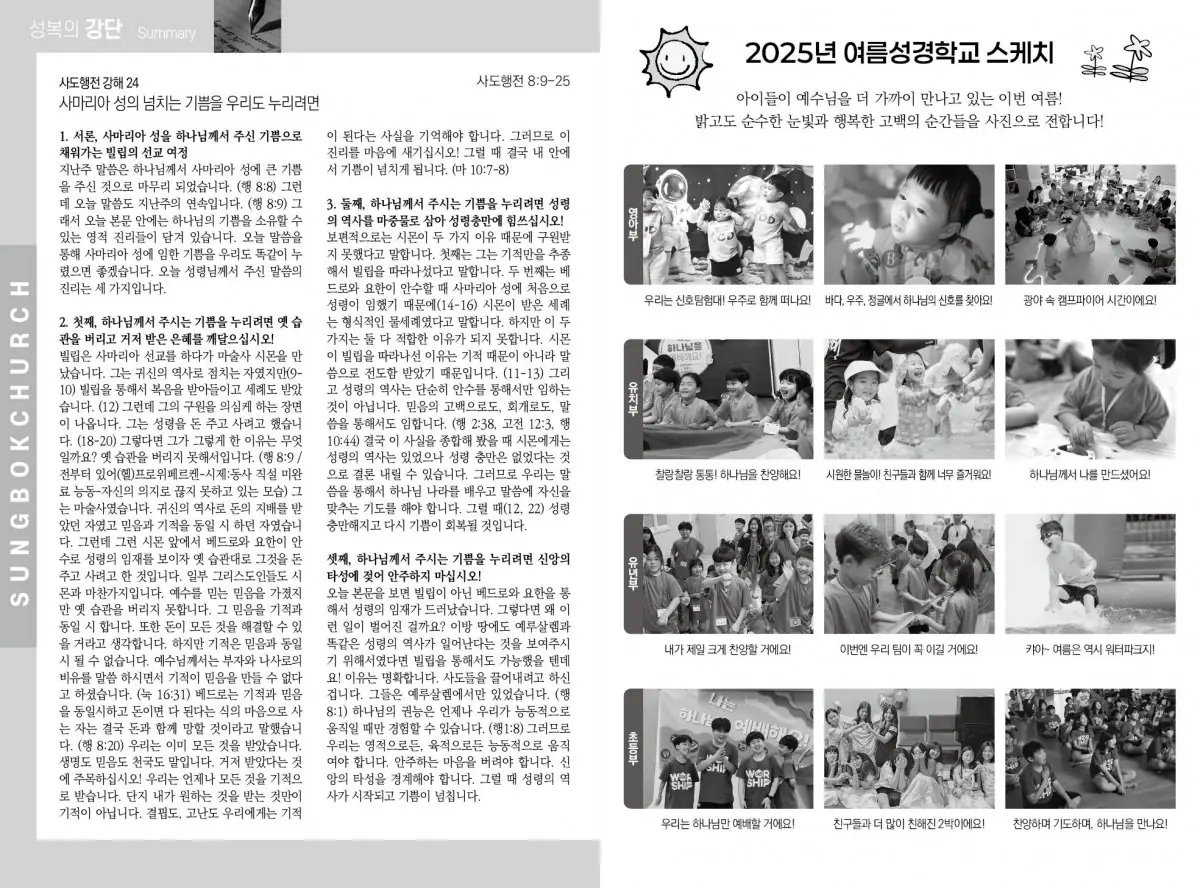 성복의 강단 Summary
SUNGBOKCHURCH
사도행전 강해 24
사도행전 8:9-25
사마리아 성의 넘치는 기쁨을 우리도 누리려면
1. 서론, 사마리아 성을 하나님께서 주신 기쁨으로
채워가는 빌립의 선교 여정
지난주 말씀은 하나님께서 사마리아 성에 큰 기쁨
을 주신 것으로 마무리 되었습니다. (행 8:8) 그런
데 오늘 말씀도 지난주의 연속입니다. (행 8:9) 그
래서 오늘 본문 안에는 하나님의 기쁨을 소유할 수
있는 영적 진리들이 담겨 있습니다. 오늘 말씀을
통해 사마리아 성에 임한 기쁨을 우리도 똑같이 누
렸으면 좋겠습니다. 오늘 성령님께서 주신 말씀의
진리는 세 가지입니다.
2. 첫째, 하나님께서 주시는 기쁨을 누리려면 옛 습
관을 버리고 거저 받은 은혜를 깨달으십시오!
빌립은 사마리아 선교를 하다가 마술사 시몬을 만
났습니다. 그는 귀신의 역사로 점치는 자였지만(9-
10) 빌립을 통해서 복음을 받아들이고 세례도 받았
습니다. (12) 그런데 그의 구원을 의심케 하는 장면
이 나옵니다. 그는 성령을 돈 주고 사려고 했습니
다. (18-20) 그렇다면 그가 그렇게 한 이유는 무엇
일까요? 옛 습관을 버리지 못해서입니다. (행 8:9 /
전부터 있어(헬)프로위페르켄-시제:동사 직설 미완
료 능동-자신의 의지로 끊지 못하고 있는 모습) 그
는 마술사였습니다. 귀신의 역사로 돈의 지배를 받
았던 자였고 믿음과 기적을 동일 시 하던 자였습니
다. 그런데 그런 시몬 앞에서 베드로와 요한이 안
수로 성령의 임재를 보이자 옛 습관대로 그것을 돈
주고 사려고 한 것입니다. 일부 그리스도인들도 시
몬과 마찬가지입니다. 예수를 믿는 믿음을 가졌지
만 옛 습관을 버리지 못합니다. 그 믿음을 기적과
동일 시 합니다. 또한 돈이 모든 것을 해결할 수 있
을 거라고 생각합니다. 하지만 기적은 믿음과 동일
시 될 수 없습니다. 예수님께서는 부자와 나사로의
비유를 말씀 하시면서 기적이 믿음을 만들 수 없다
고 하셨습니다. (눅 16:31) 베드로는 기적과 믿음
을 동일시하고 돈이면 다 된다는 식의 마음으로 사
는 자는 결국 돈과 함께 망할 것이라고 말했습니
다. (행 8:20) 우리는 이미 모든 것을 받았습니다.
생명도 믿음도 천국도 말입니다. 거저 받았다는 것
에 주목하십시오! 우리는 언제나 모든 것을 기적으
로 받습니다. 단지 내가 원하는 것을 받는 것만이
기적이 아닙니다. 결핍도, 고난도 우리에게는 기적
이 된다는 사실을 기억해야 합니다. 그러므로 이
진리를 마음에 새기십시오! 그럴 때 결국 내 안에
서 기쁨이 넘치게 됩니다. (마 10:7-8)
3. 둘째, 하나님께서 주시는 기쁨을 누리려면 성령
의 역사를 마중물로 삼아 성령충만에 힘쓰십시오!
보편적으로는 시몬이 두 가지 이유 때문에 구원받
지 못했다고 말합니다. 첫째는 그는 기적만을 추종
해서 빌립을 따라나섰다고 말합니다. 두 번째는 베
드로와 요한이 안수할 때 사마리아 성에 처음으로
성령이 임했기 때문에(14-16) 시몬이 받은 세례
는 형식적인 물세례였다고 말합니다. 하지만 이 두
가지는 둘 다 적합한 이유가 되지 못합니다. 시몬
이 빌립을 따라나선 이유는 기적 때문이 아니라 말
씀으로 전도함 받았기 때문입니다. (11-13) 그리
고 성령의 역사는 단순히 안수를 통해서만 임하는
것이 아닙니다. 믿음의 고백으로도, 회개로도, 말
씀을 통해서도 임합니다. (행 2:38, 고전 12:3, 행
10:44) 결국 이 사실을 종합해 봤을 때 시몬에게는
성령의 역사는 있었으나 성령 충만은 없었다는 것
으로 결론 내릴 수 있습니다. 그러므로 우리는 말
씀을 통해서 하나님 나라를 배우고 말씀에 자신을
맞추는 기도를 해야 합니다. 그럴 때(12, 22) 성령
충만해지고 다시 기쁨이 회복될 것입니다.
셋째, 하나님께서 주시는 기쁨을 누리려면 신앙의
타성에 젖어 안주하지 마십시오!
오늘 본문을 보면 빌립이 아닌 베드로와 요한을 통
해서 성령의 임재가 드러났습니다. 그렇다면 왜 이
런 일이 벌어진 걸까요? 이방 땅에도 예루살렘과
똑같은 성령의 역사가 일어난다는 것을 보여주시
기 위해서였다면 빌립을 통해서도 가능했을 텐데
요! 이유는 명확합니다. 사도들을 끌어내려고 하신
겁니다. 그들은 예루살렘에서만 있었습니다. (행
8:1) 하나님의 권능은 언제나 우리가 능동적으로
움직일 때만 경험할 수 있습니다. (행1:8) 그러므로
우리는 영적으로든, 육적으로든 능동적으로 움직
여야 합니다. 안주하는 마음을 버려야 합니다. 신
앙의 타성을 경계해야 합니다. 그럴 때 성령의 역
사가 시작되고 기쁨이 넘칩니다.
2025년 여름성경학교 스케치
아이들이 예수님을 더 가까이 만나고 있는 이번 여름!
밝고도 순수한 눈빛과 행복한 고백의 순간들을 사진으로 전합니다!
영아부
우리는 신호탐험대! 우주로 함께 떠나요!
바다, 우주, 정글에서 하나님의 신호를 찾아요!
광야 속 캠프파이어 시간이에요!
유치부
하나님을
예배해요!
찰랑찰랑 통통! 하나님을 찬양해요!
시원한 물놀이! 친구들과 함께 너무 즐거워요!
하나님께서 나를 만드셨어요!
유년부
내가 제일 크게 찬양할 거에요!
이번엔 우리 팀이 꼭 이길 거에요!
캬아~ 여름은 역시 워터파크지!
초등부
나는
하나님만 예배해요!
WOR
SHIP
WOR
SHIP
WOR
SHIP
우리는 하나님만 예배할 거에요!
친구들과 더 많이 친해진 2박이에요!
찬양하며 기도하며, 하나님을 만나요!